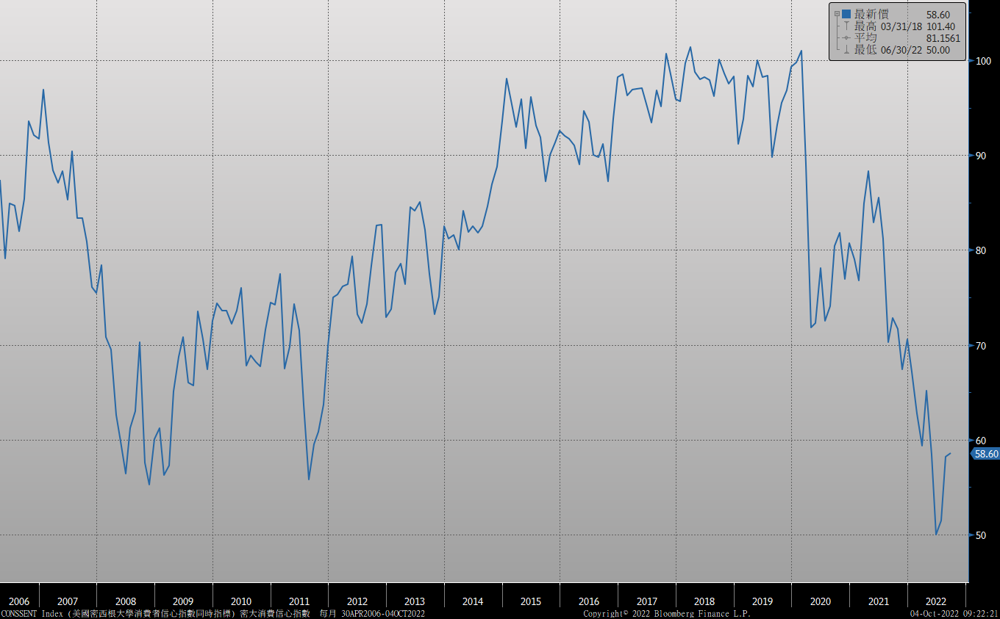 最新價 58.60
最高 03/31/18 101.40
平均 81.1561
最低 06/30/22 50.00
100
90
80
70
60
58.60
50
2006 2007 2008 2009 2010 2011 2012 2013 2014 2015 2016 2017 2018 2019 2020 2021 2022
CONSSENT Index (美國密西根大學消費者信心指數同時指標) 密大消費信心指數 每月 30APR2006-04OCT2022 Copyright© 2022 Bloomberg Finance L.P. 04-Oct-2022 09:22:21